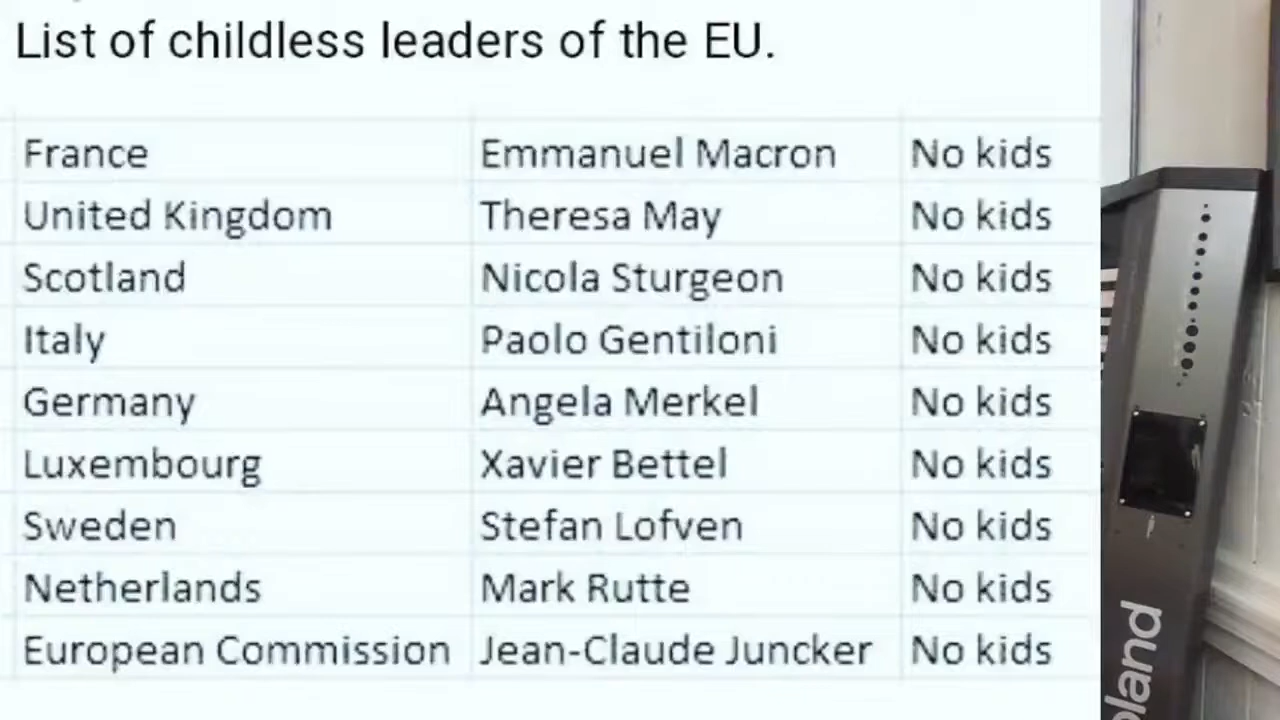 List of childless leaders of the EU.
France Emmanuel Macron No kids
United Kingdom Theresa May No kids
Scotland Nicola Sturgeon No kids
Italy Paolo Gentiloni No kids
Germany Angela Merkel No kids
Luxembourg Xavier Bettel No kids
Sweden Stefan Lofven No kids
Netherlands Mark Rutte No kids
European Commission Jean-Claude Juncker No kids